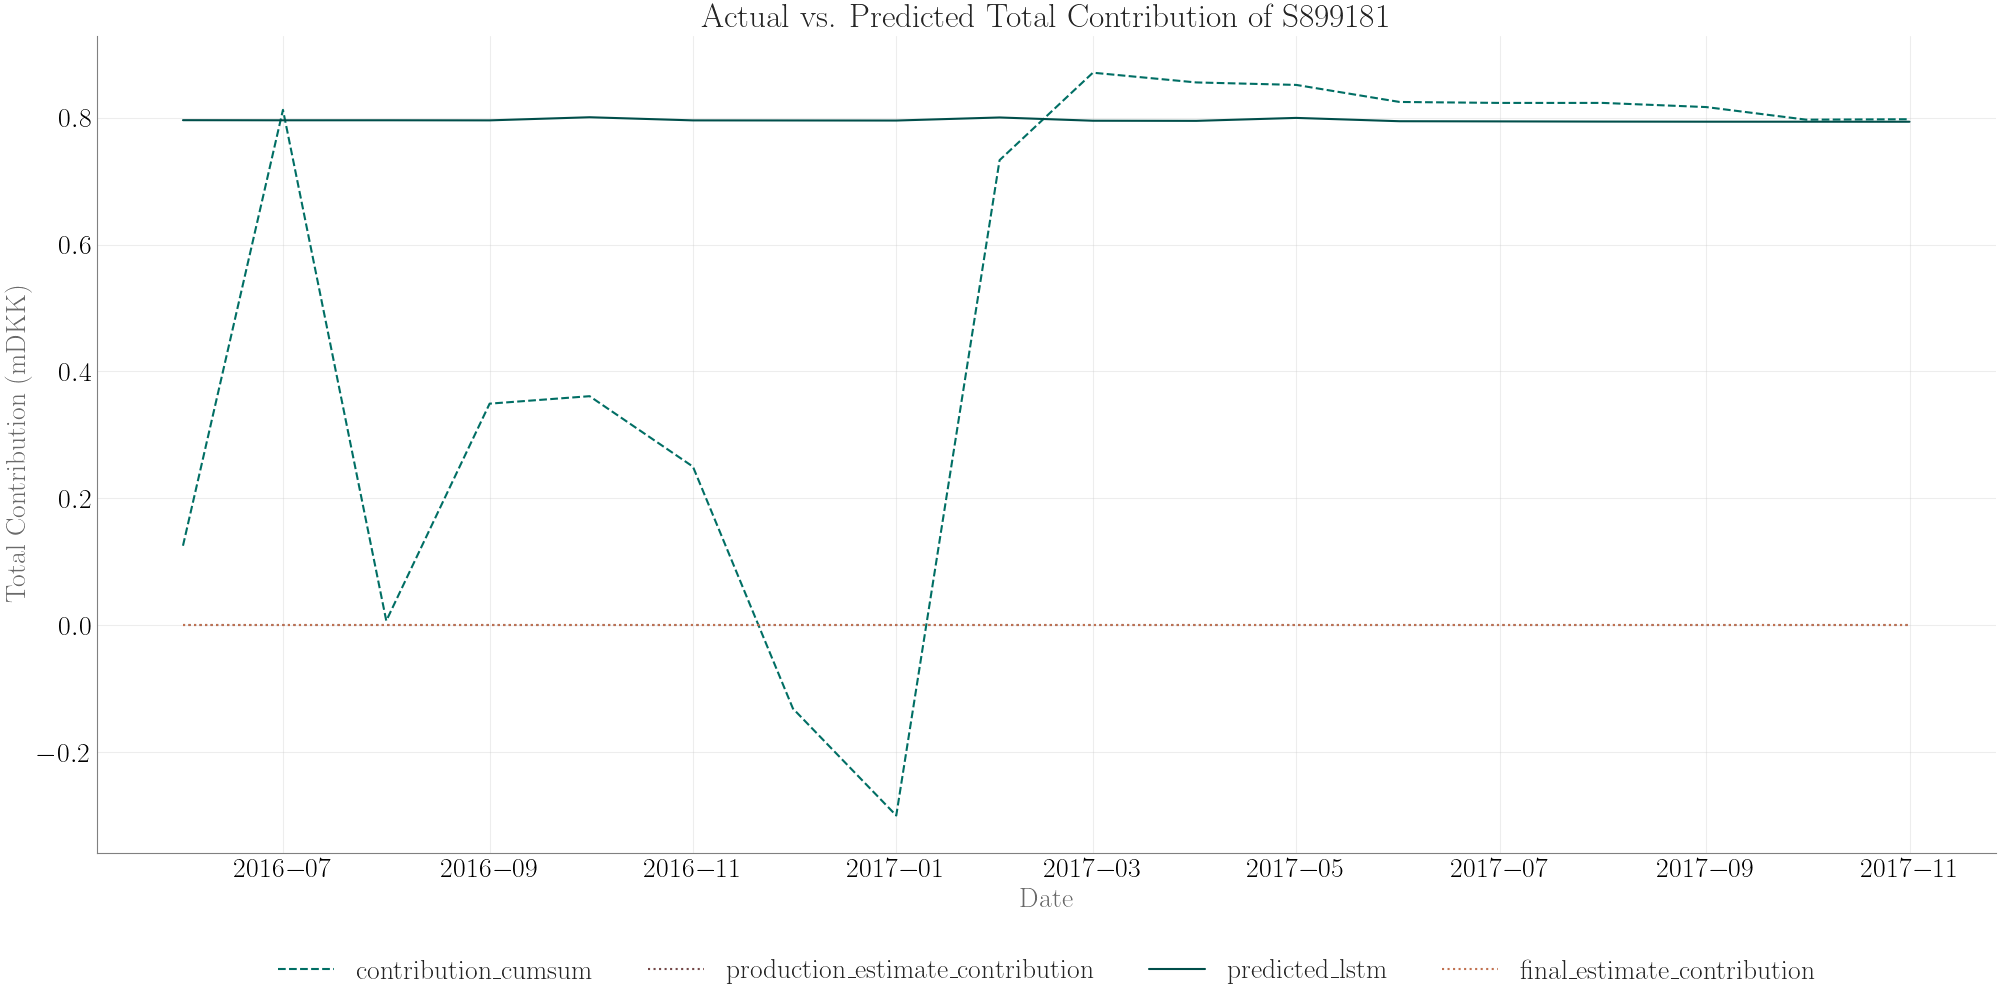 Actual vs. Predicted Total Contribution of S899181
Total Contribution (mDKK)
0.8
0.6
0.4
0.2
0.0
−0.2
2016−07 2016−09 2016−11 2017−01 2017−03 2017−05 2017−07 2017−09 2017−11
Date
contribution_cumsum production_estimate_contribution predicted_lstm final_estimate_contribution